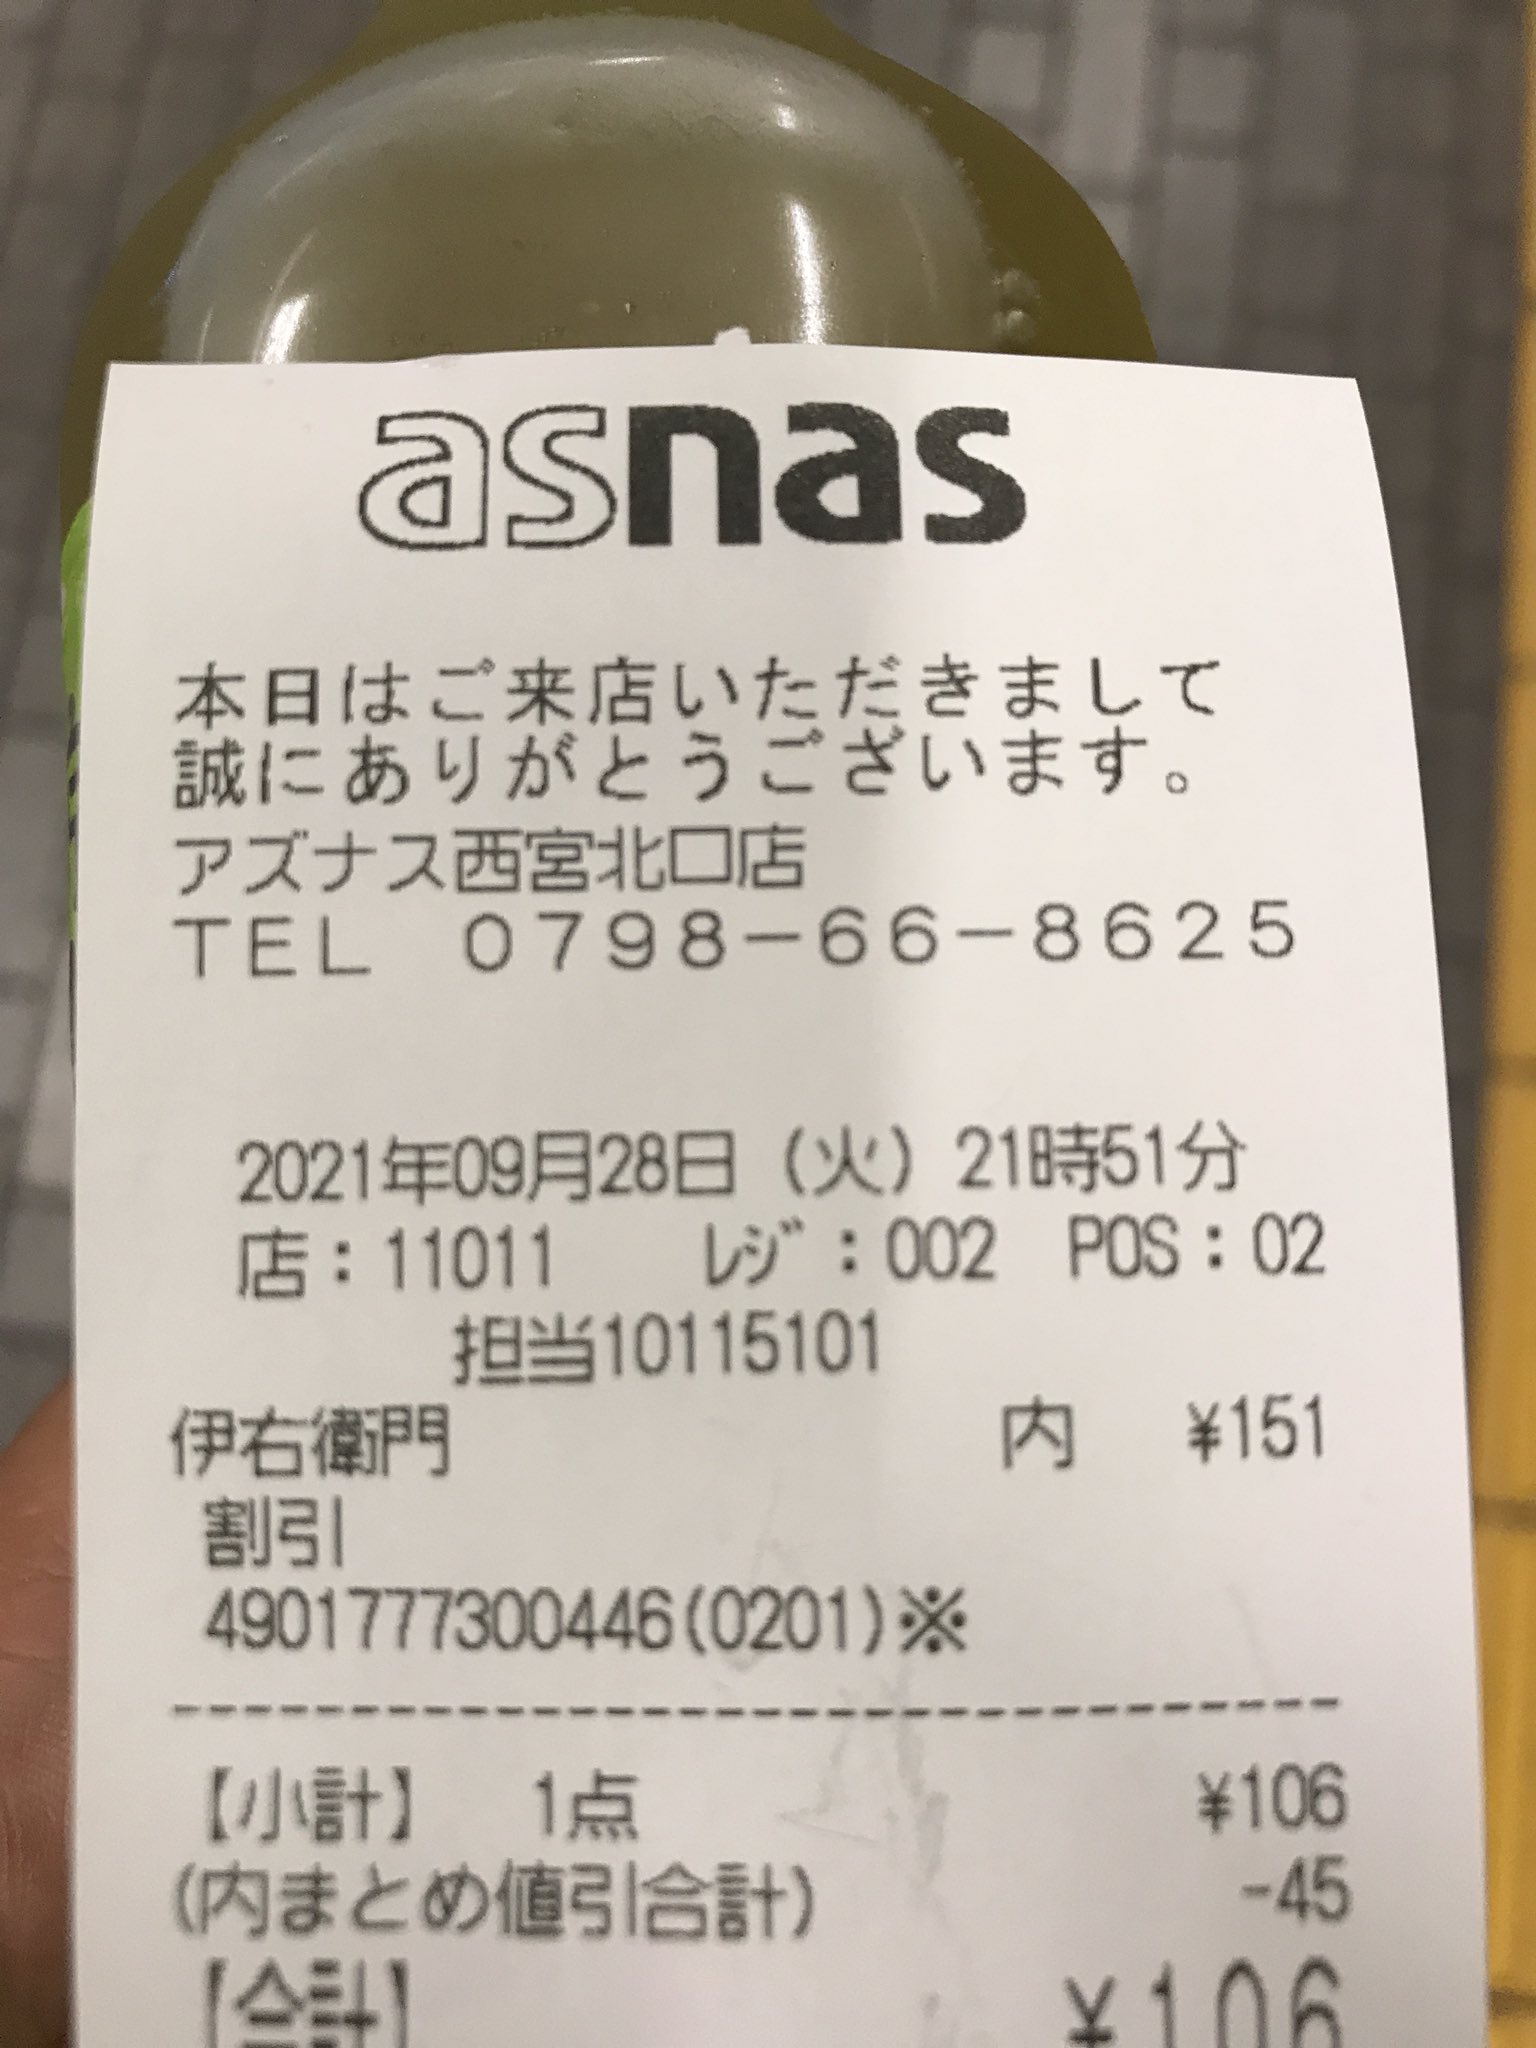 asnas
本日はご来店いただきまして
誠にありがとうございます。
アズナス西宮北口店
TEL 0798-66-8625
2021年09月28日(火)21時51分
店:11011 レジ:002 POS:02
担当10115101
伊右衛門 内 ¥151
割引
4901777300446(0201)※
【小計】 1点 ¥106
(内まとめ値引合計) -45
【合計】 ¥106